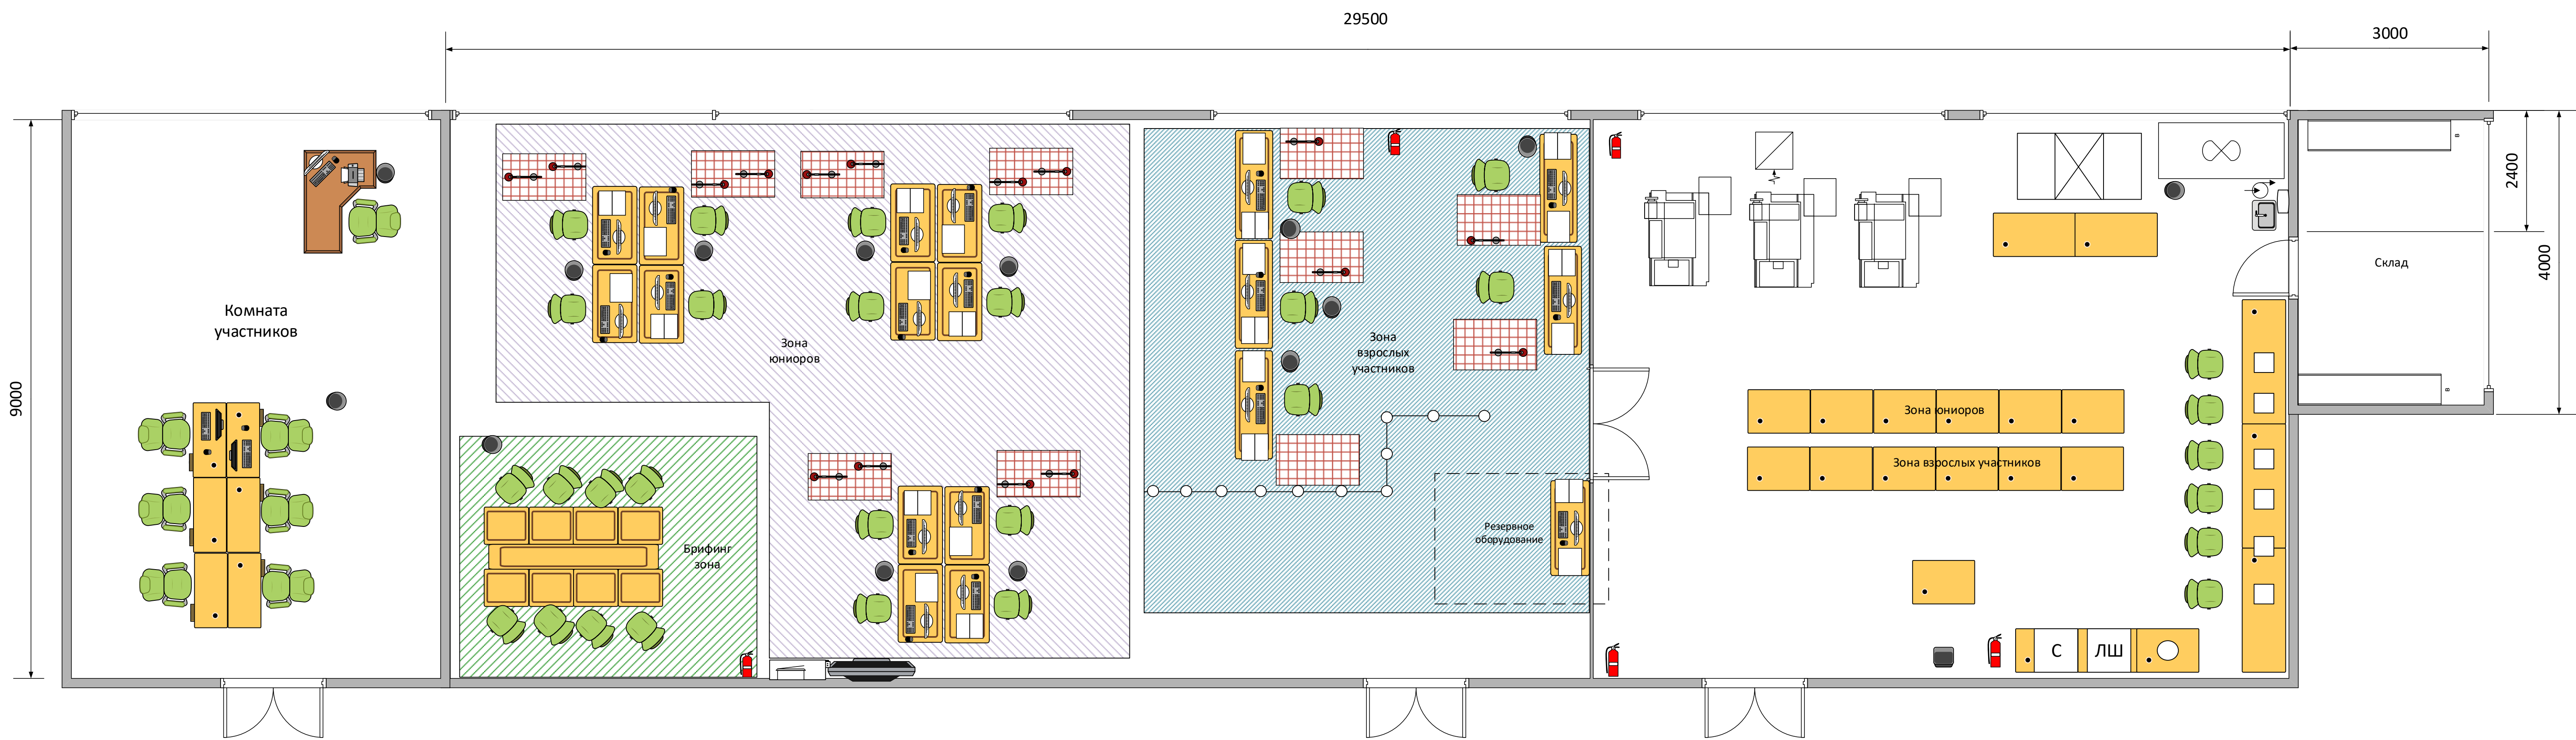 29500
3000
9000
2400
4000
Комната
участников
Зона
юниоров
Брифинг
зона
Зона
взрослых
участников
Резервное
оборудование
Зона юниоров
Зона взрослых участников
Склад
С
ЛШ